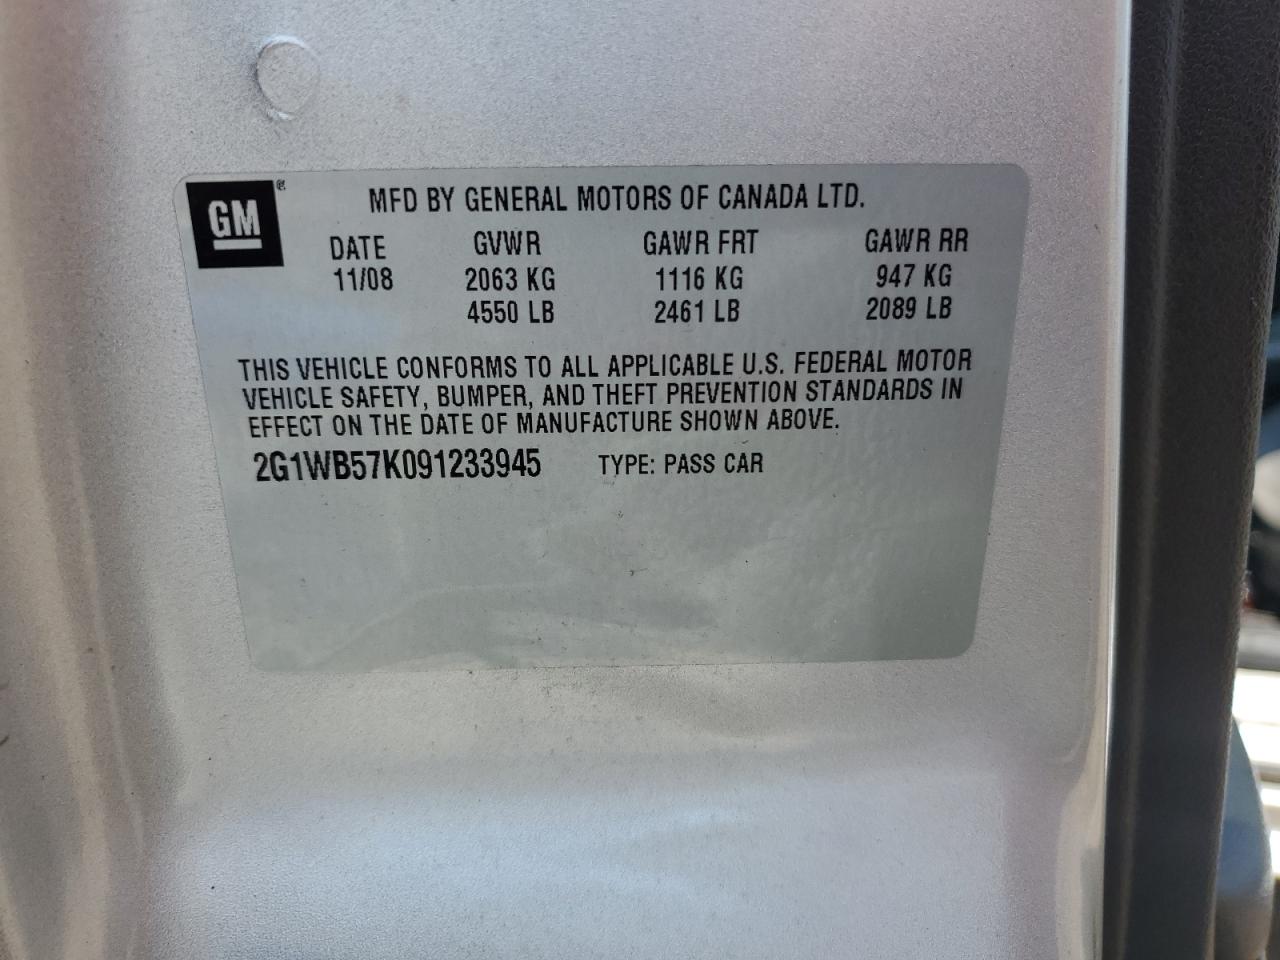 GM®
MFD BY GENERAL MOTORS OF CANADA LTD.
DATE GVWR GAWR FRT GAWR RR
11/08 2063 KG 1116 KG 947 KG
4550 LB 2461 LB 2089 LB
THIS VEHICLE CONFORMS TO ALL APPLICABLE U.S. FEDERAL MOTOR
VEHICLE SAFETY, BUMPER, AND THEFT PREVENTION STANDARDS IN
EFFECT ON THE DATE OF MANUFACTURE SHOWN ABOVE.
2G1WB57K091233945 TYPE: PASS CAR